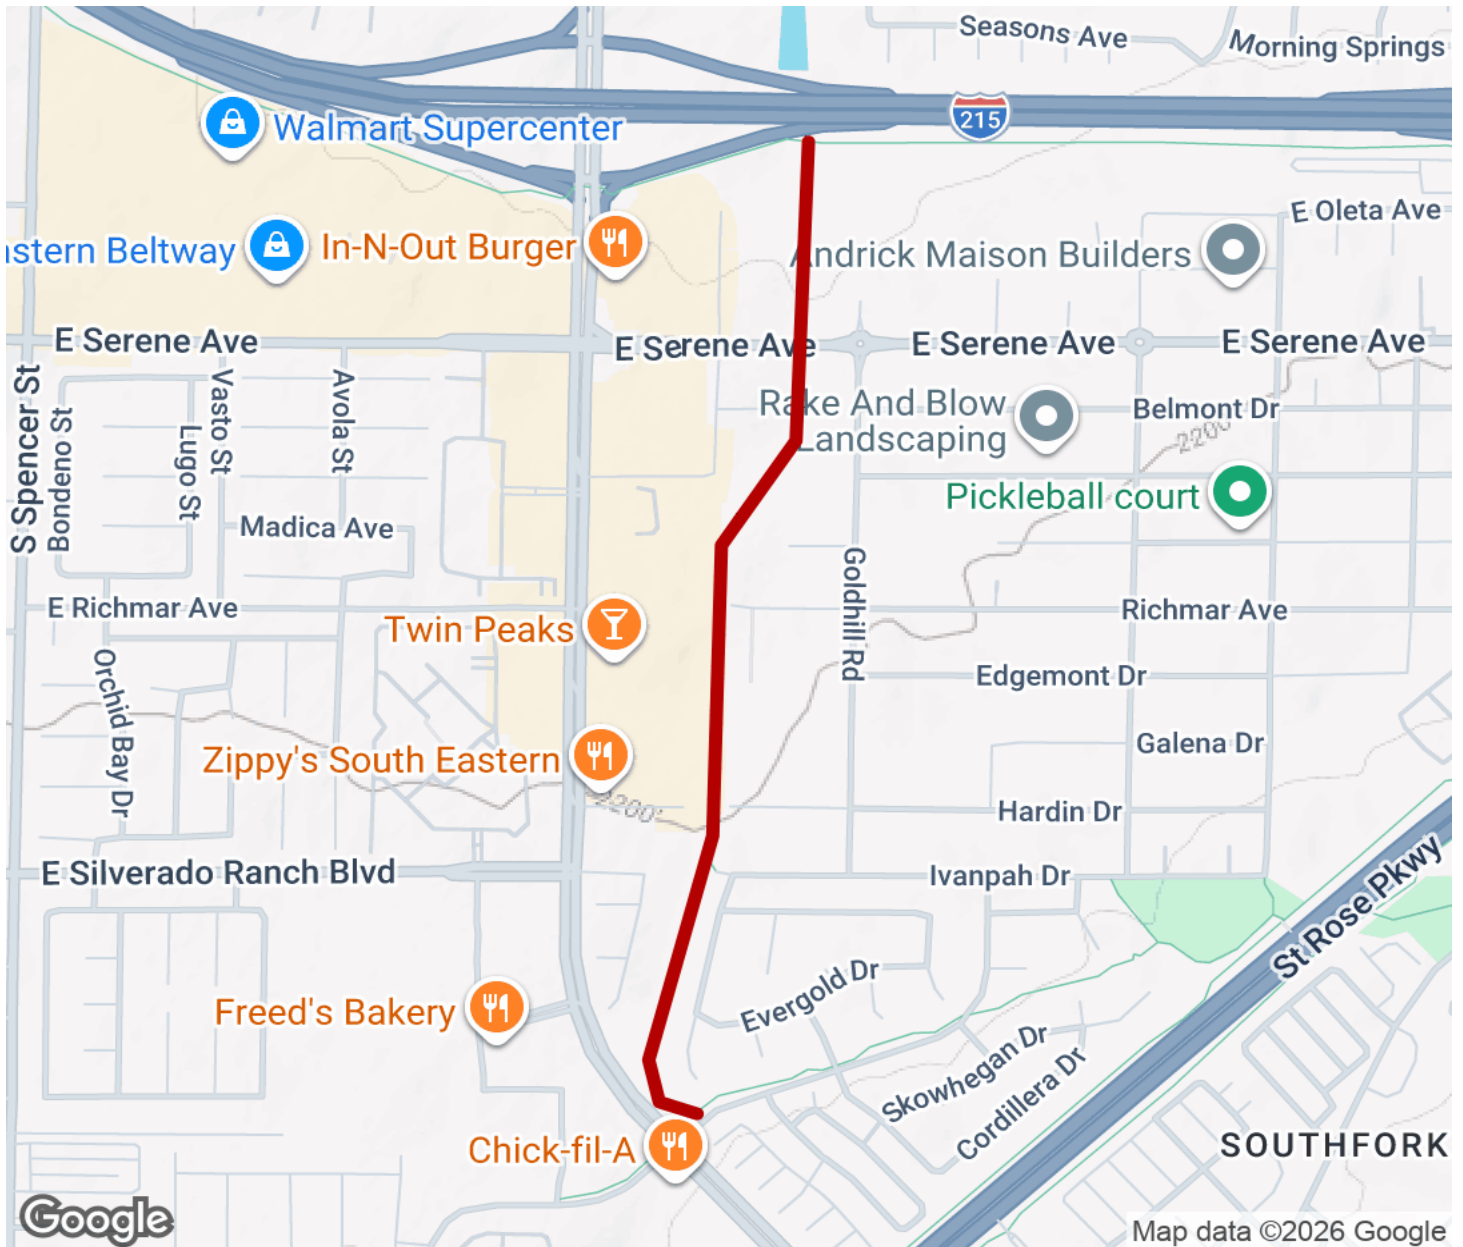 Seasons Ave
Morning Springs
215
Walmart Supercenter
E Oleta Ave
In-N-Out Burger
astern Beltway
Andrick Maison Builders
E Serene Ave
E Serene Ave
E Serene Ave
E Serene Ave
S Spencer St
Bondeno St
Vasto St
Lugo St
Avola St
Rake And Blow
Landscaping
Belmont Dr
2200'
Pickleball court
Madica Ave
Goldhill Rd
E Richmar Ave
Richmar Ave
Twin Peaks
Orchid Bay Dr
Edgemont Dr
Galena Dr
Zippy's South Eastern
2200'
Hardin Dr
E Silverado Ranch Blvd
Ivanpah Dr
St Rose Pkwy
Evergold Dr
Freed's Bakery
Skowhegan Dr
Cordillera Dr
Chick-fil-A
SOUTHFORK
Google
Map data ©2026 Google